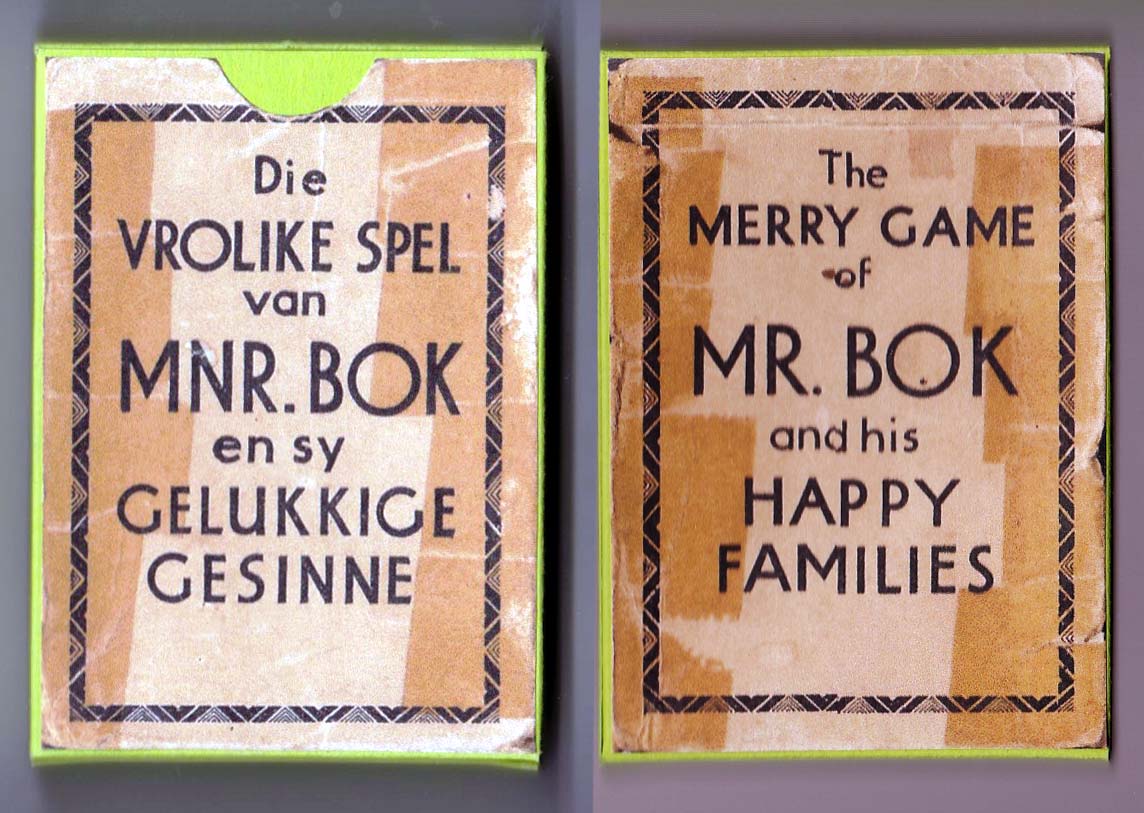 Die
VROLIKE SPEL
van
MNR. BOK
en sy
GELUKKIGE
GESINNE
The
MERRY GAME
of
MR. BOK
and his
HAPPY
FAMILIES